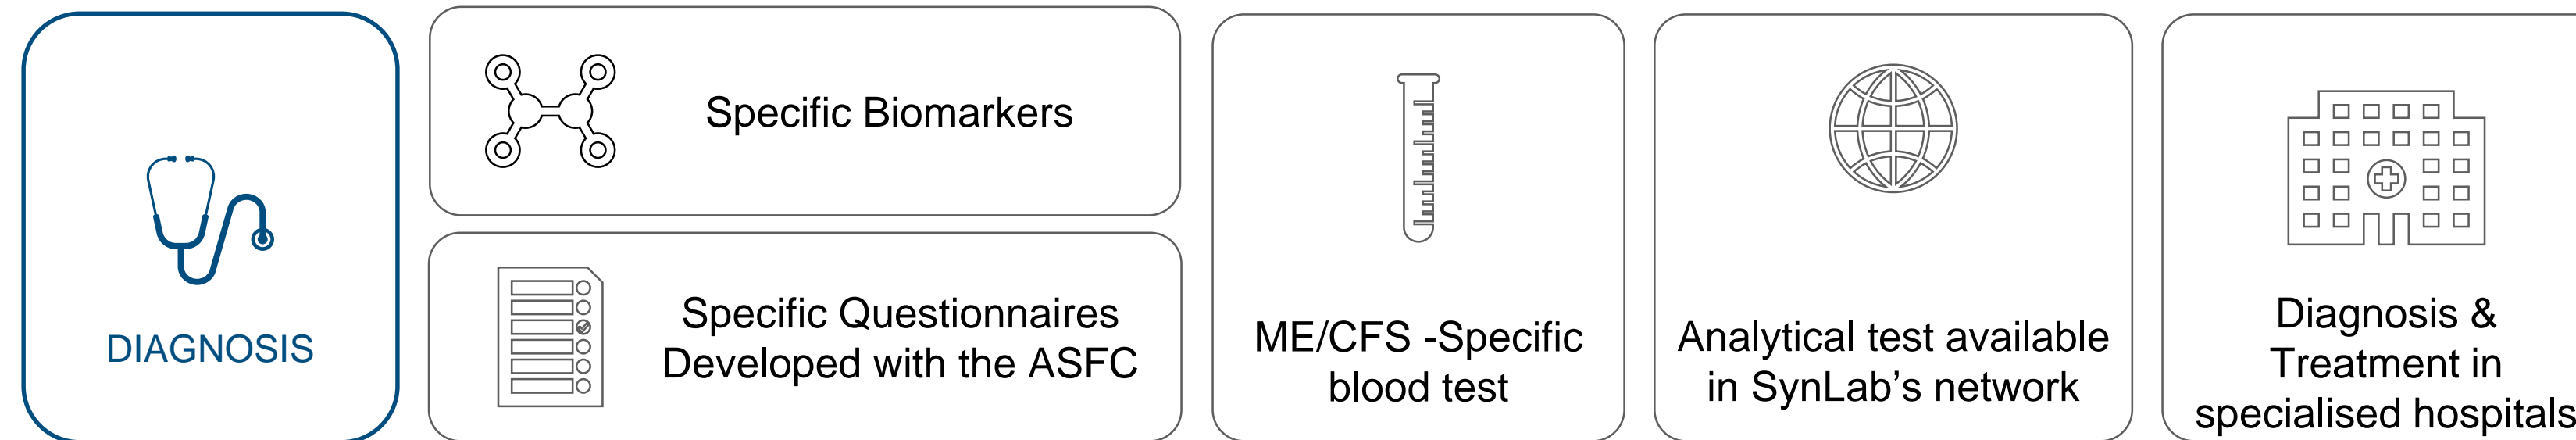 DIAGNOSIS
Specific Biomarkers
Specific Questionnaires
Developed with the ASFC
ME/CFS -Specific
blood test
Analytical test available
in SynLab’s network
Diagnosis &
Treatment in
specialised hospitals